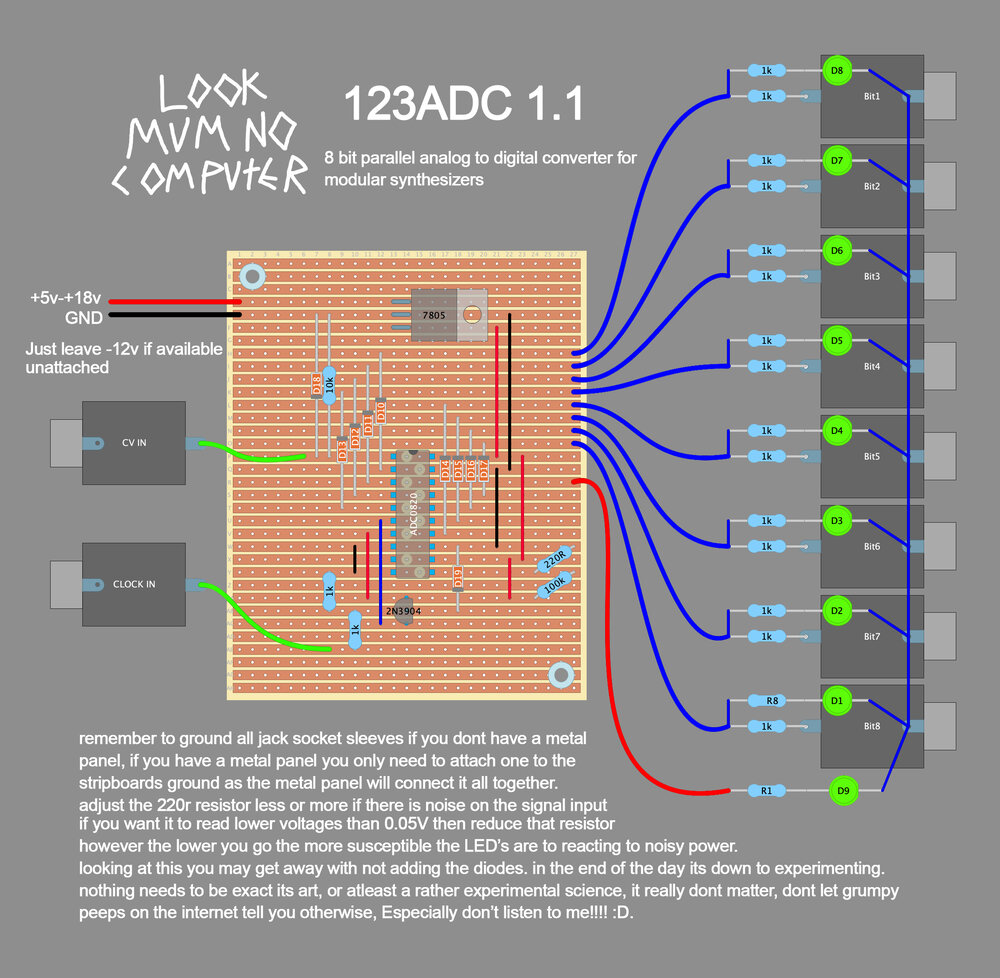 LOOK
MVM NO
COMPUTER
123ADC 1.1
8 bit parallel analog to digital converter for
modular synthesizers
+5v-+18v
GND
Just leave -12v if available
unattached
CV IN
CLOCK IN
7805
D18
10k
D13
D12
D11
D10
D14
D15
D16
D17
ADC0820
D19
220R
100k
1k
1k
2N3904
1k
D8
1k
Bit1
1k
D7
1k
Bit2
1k
D6
1k
Bit3
1k
D5
1k
Bit4
1k
D4
1k
Bit5
1k
D3
1k
Bit6
1k
D2
1k
Bit7
R8
D1
1k
Bit8
R1
D9
remember to ground all jack socket sleeves if you dont have a metal
panel, if you have a metal panel you only need to attach one to the
stripboards ground as the metal panel will connect it all together.
adjust the 220r resistor less or more if there is noise on the signal input
if you want it to read lower voltages than 0.05V then reduce that resistor
however the lower you go the more susceptible the LED's are to reacting to noisy power.
looking at this you may get away with not adding the diodes. in the end of the day its down to experimenting.
nothing needs to be exact its art, or atleast a rather experimental science, it really dont matter, dont let grumpy
peeps on the internet tell you otherwise, Especially don't listen to me!!!! :D.